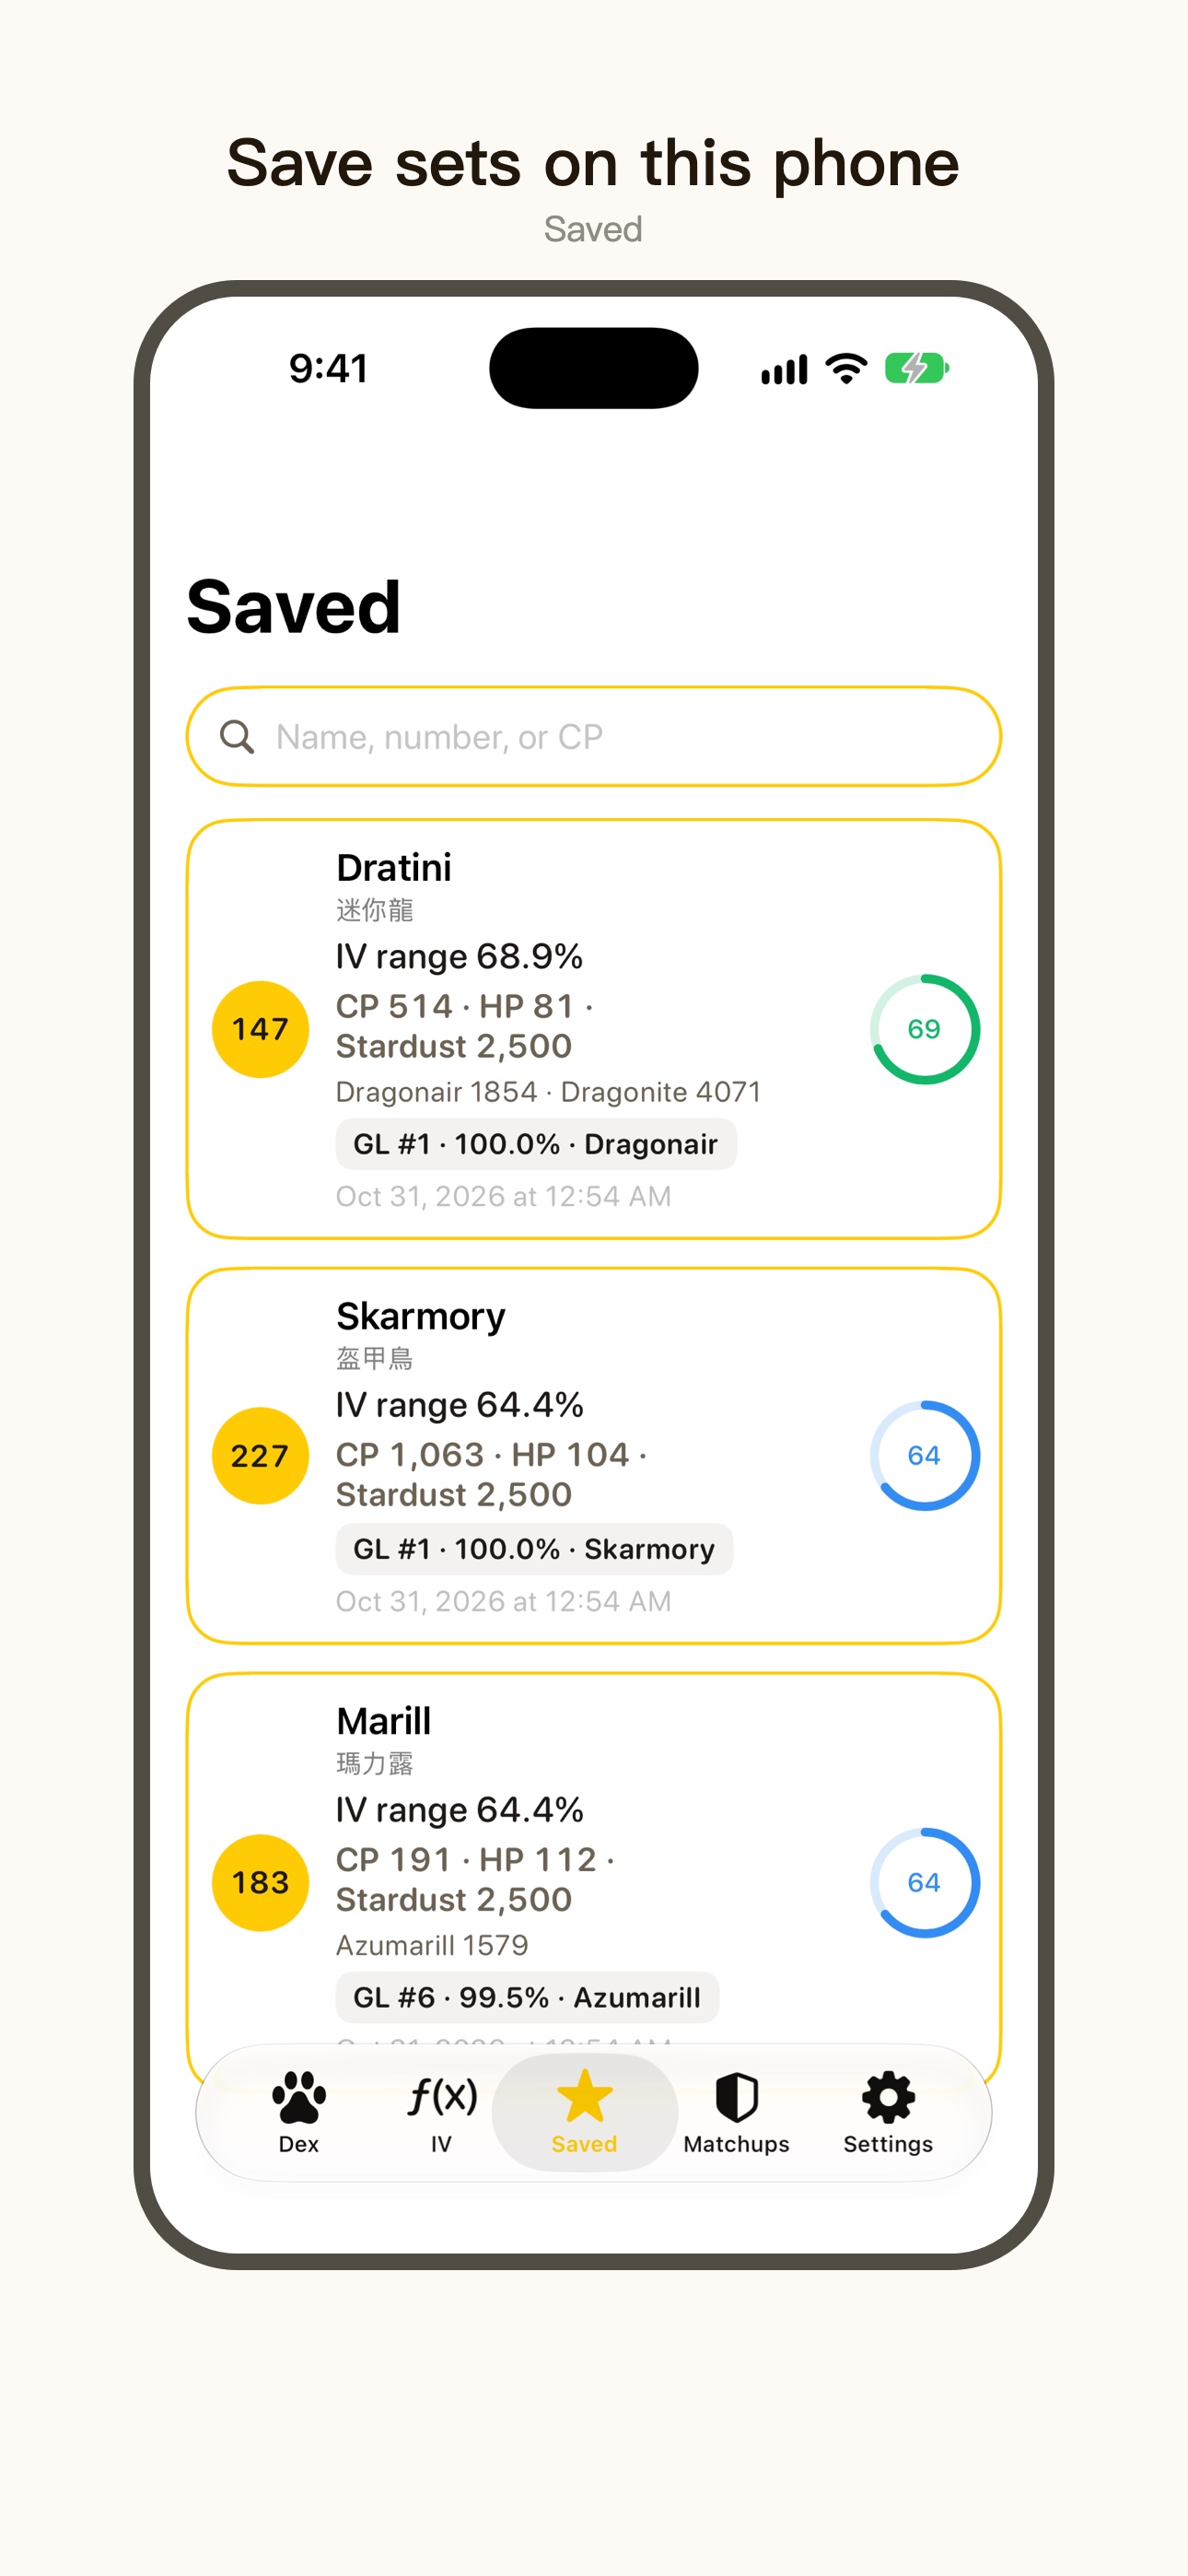 Save sets on this phone
Saved
9:41
Saved
Name, number, or CP
Dratini
迷你龍
IV range 68.9%
147
CP 514 · HP 81 ·
Stardust 2,500
69
Dragonair 1854 · Dragonite 4071
GL #1 · 100.0% · Dragonair
Oct 31, 2026 at 12:54 AM
Skarmory
盔甲鳥
IV range 64.4%
227
CP 1,063 · HP 104 ·
Stardust 2,500
64
GL #1 · 100.0% · Skarmory
Oct 31, 2026 at 12:54 AM
Marill
瑪力露
IV range 64.4%
183
CP 191 · HP 112 ·
Stardust 2,500
64
Azumarill 1579
GL #6 · 99.5% · Azumarill
f(x)
Dex
IV
Saved
Matchups
Settings